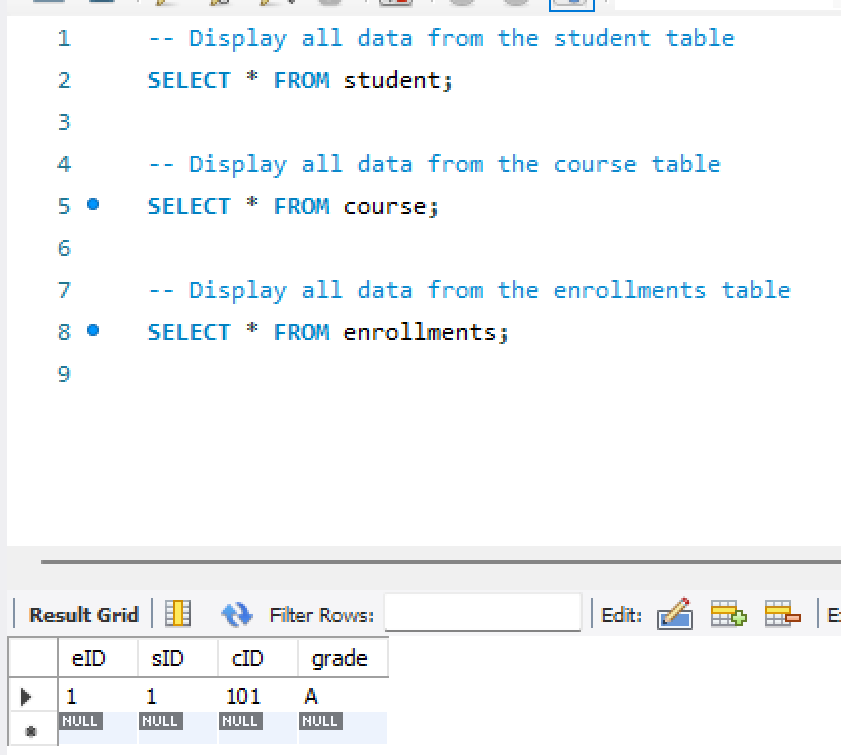 1 -- Display all data from the student table
2 SELECT * FROM student;
3
4 -- Display all data from the course table
5 SELECT * FROM course;
6
7 -- Display all data from the enrollments table
8 SELECT * FROM enrollments;
9
Result Grid Filter Rows: Edit:
eID sID cID grade
1 1 101 A
NULL NULL NULL NULL